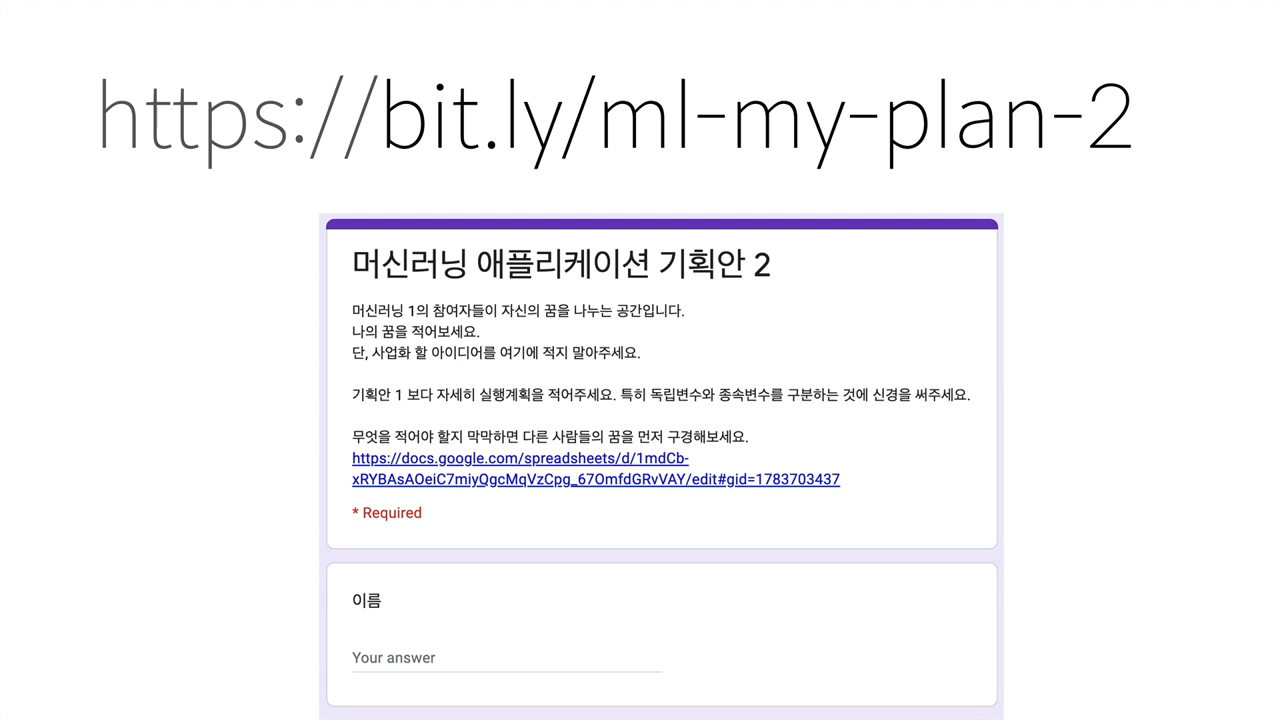 https://bit.ly/ml-my-plan-2
머신러닝 애플리케이션 기획안 2
머신러닝 1의 참여자들이 자신의 꿈을 나누는 공간입니다.
나의 꿈을 적어보세요.
단, 사업화 할 아이디어를 여기에 적지 말아주세요.
기획안 1 보다 자세히 실행계획을 적어주세요. 특히 독립변수와 종속변수를 구분하는 것에 신경을 써주세요.
무엇을 적어야 할지 막막하면 다른 사람들의 꿈을 먼저 구경해보세요.
https://docs.google.com/spreadsheets/d/1mdCb-
xRYBAsAOeiC7miyQgcMqVzCpg_67OmfdGRvVAY/edit#gid=1783703437
* Required
이름
Your answer